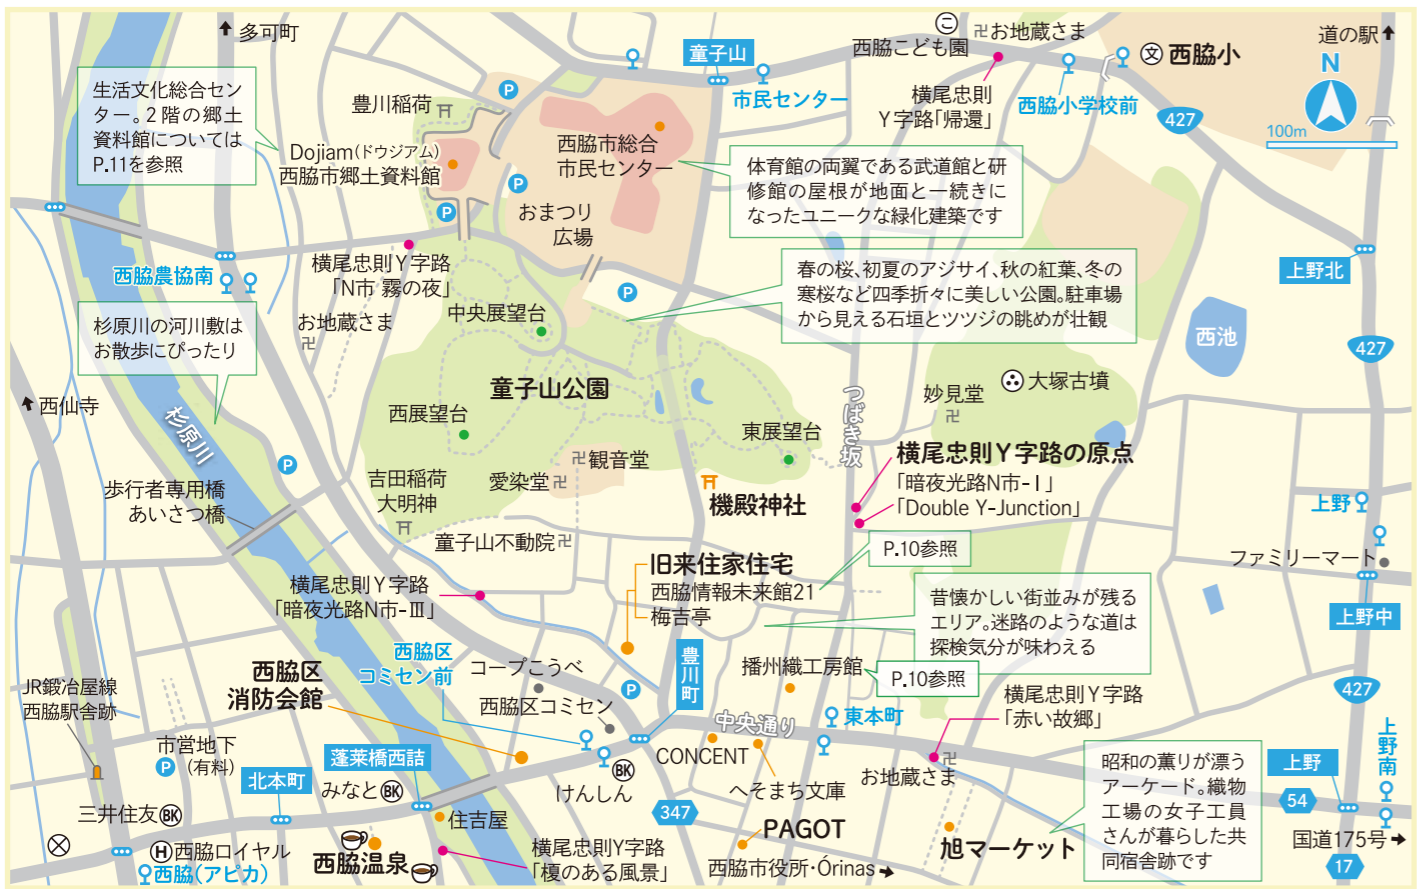 多可町
童子山
こ
西脇こども園
お地蔵さま
文
西脇小
道の駅
N
100m
生活文化総合セン
ター。2階の郷土
資料館については
P.11を参照
豊川稲荷
P
市民センター
横尾忠則
Y字路「帰還」
西脇小学校前
427
Dojiam(ドウジアム)
西脇市郷土資料館
西脇市総合
市民センター
体育館の両翼である武道館と研
修館の屋根が地面と一続きに
なったユニークな緑化建築です
P
P
おまつり
広場
西脇農協南
横尾忠則Y字路
「N市 霧の夜」
P
春の桜、初夏のアジサイ、秋の紅葉、冬の
寒桜など四季折々に美しい公園。駐車場
から見える石垣とツツジの眺めが壮観
上野北
杉原川の河川敷は
お散歩にぴったり
お地蔵さま
中央展望台
西池
427
西仙寺
杉原川
童子山公園
西展望台
つばき坂
妙見堂
大塚古墳
東展望台
P
吉田稲荷
大明神
愛染堂
観音堂
機殿神社
横尾忠則Y字路の原点
「暗夜光路N市-Ⅰ」
「Double Y-Junction」
歩行者専用橋
あいさつ橋
童子山不動院
P.10参照
上野
ファミリーマート
横尾忠則Y字路
「暗夜光路N市-Ⅲ」
旧来住家住宅
西脇情報未来館21
梅吉亭
昔懐かしい街並みが残る
エリア。迷路のような道は
探検気分が味わえる
上野中
西脇区
コミセン前
コープこうべ
豊川町
播州織工房館
P.10参照
427
JR鍛冶屋線
西脇駅舎跡
西脇区
消防会館
西脇区コミセン
P
中央通り
東本町
横尾忠則Y字路
「赤い故郷」
市営地下
P
(有料)
北本町
蓬莱橋西詰
みなと
BK
けんしん
BK
CONCENT
へそまち文庫
お地蔵さま
昭和の薫りが漂う
アーケード。織物
工場の女子工員
さんが暮らした共
同宿舎跡です
上野
上野南
54
三井住友
BK
住吉屋
347
PAGOT
旭マーケット
国道175号
17
H
西脇ロイヤル
西脇(アピカ)
西脇温泉
横尾忠則Y字路
「榎のある風景」
西脇市役所・Órinas